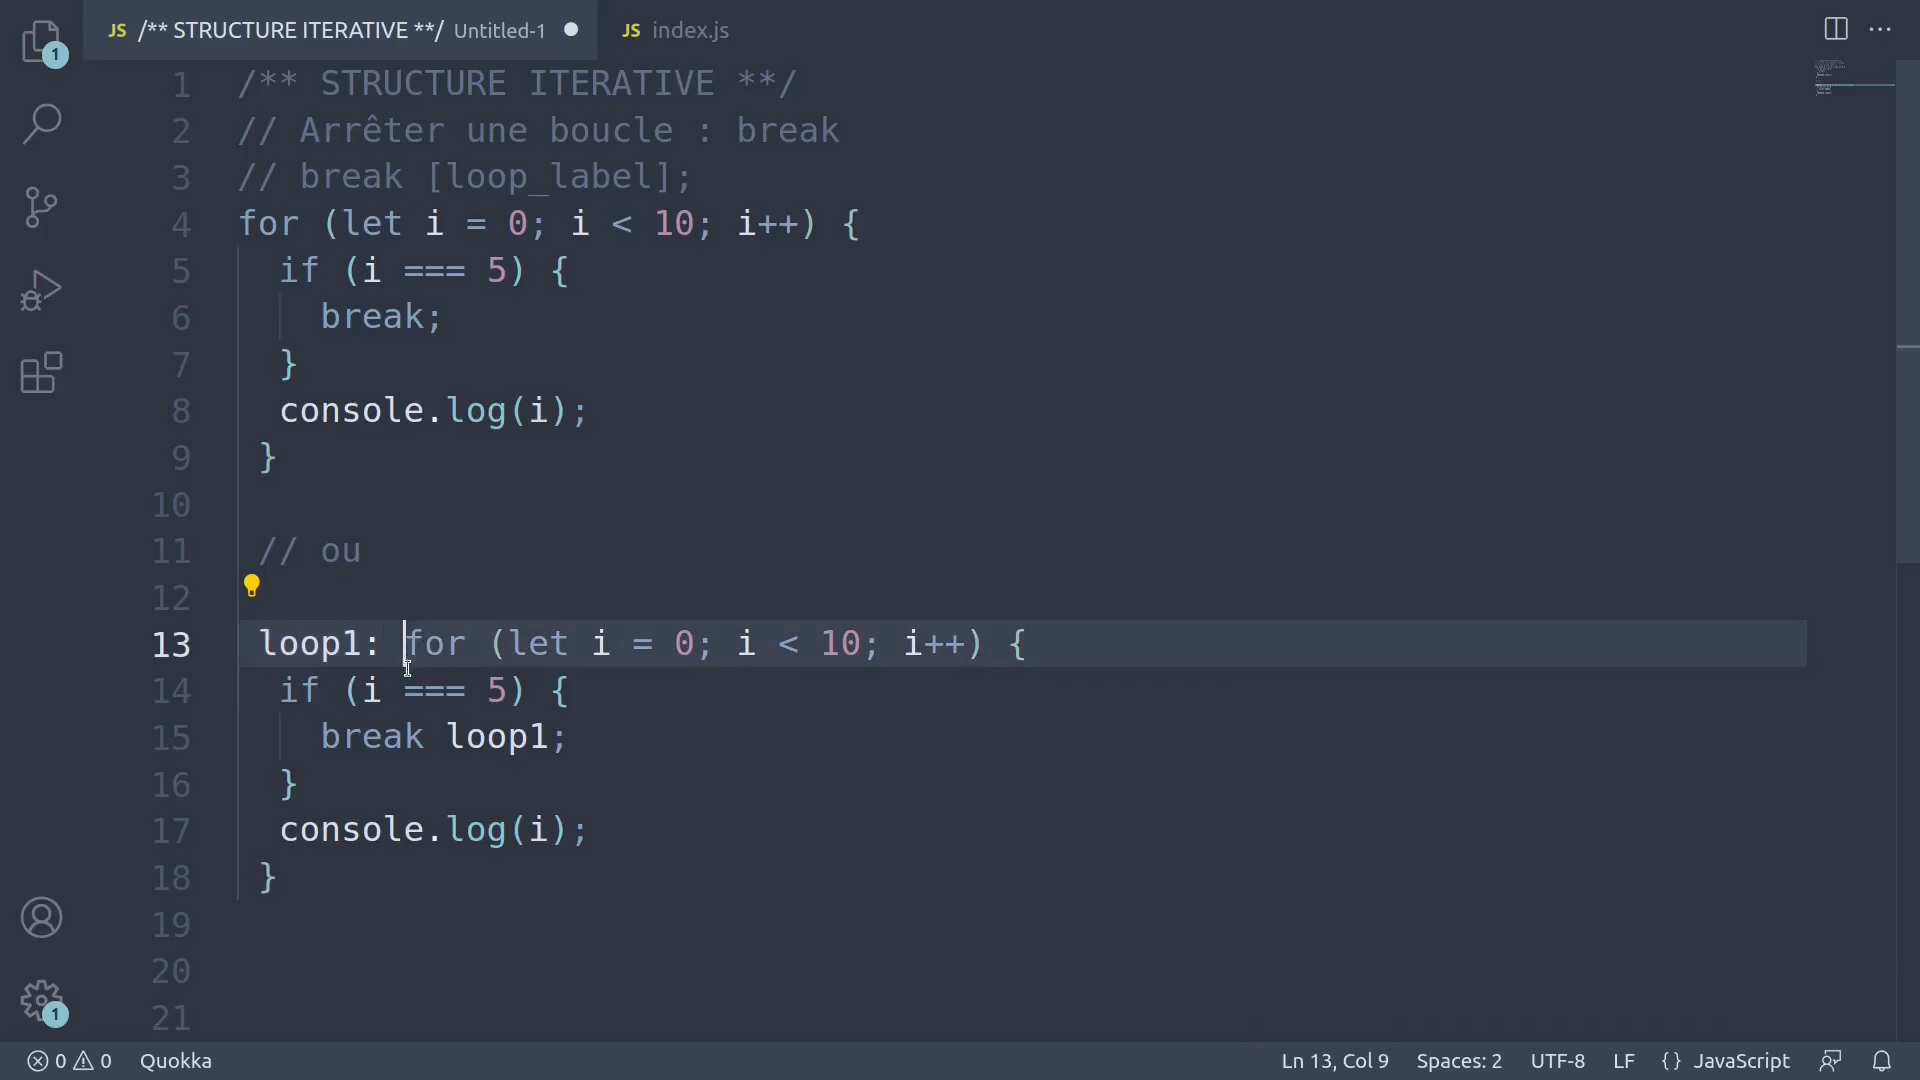 JS /** STRUCTURE ITERATIVE **/ Untitled-1
JS index.js
1
1 /** STRUCTURE ITERATIVE **/
2 // Arrêter une boucle : break
3 // break [loop_label];
4 for (let i = 0; i < 10; i++) {
5 if (i === 5) {
6 break;
7 }
8 console.log(i);
9 }
10
11 // ou
12
13 loop1: for (let i = 0; i < 10; i++) {
14 if (i === 5) {
15 break loop1;
16 }
17 console.log(i);
18 }
19
20
21
1
0 0 Quokka Ln 13, Col 9 Spaces: 2 UTF-8 LF {} JavaScript